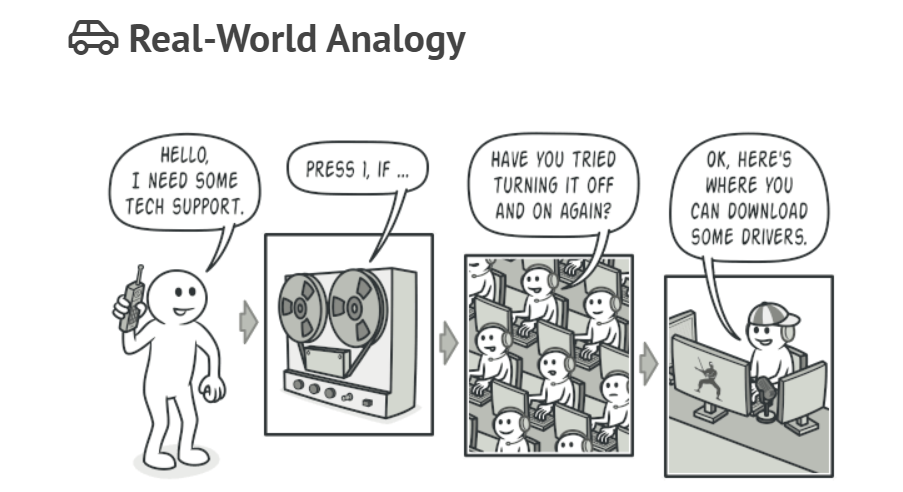 Real-World Analogy
HELLO,
I NEED SOME
TECH SUPPORT.
PRESS 1, IF ...
HAVE YOU TRIED
TURNING IT OFF
AND ON AGAIN?
OK, HERE'S
WHERE YOU
CAN DOWNLOAD
SOME DRIVERS.